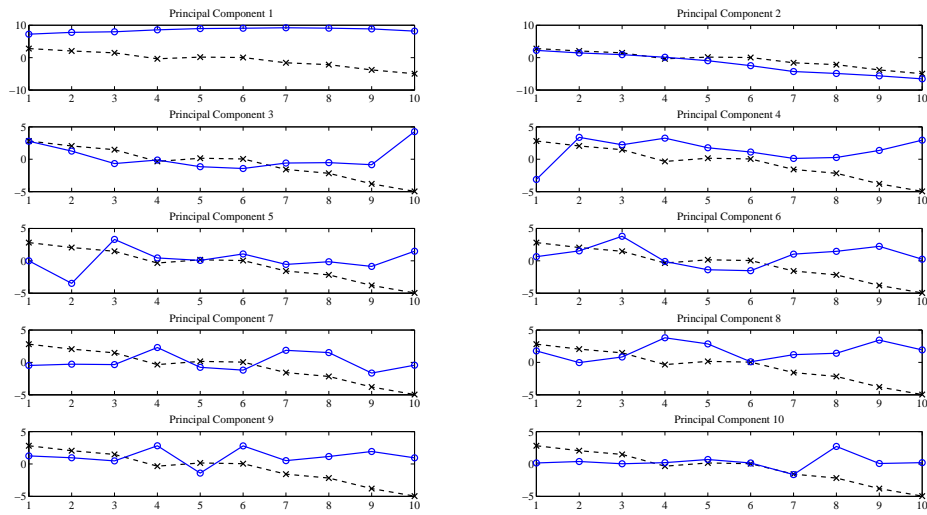 Principal Component 1
10
0
−10
1 2 3 4 5 6 7 8 9 10
Principal Component 2
10
0
−10
1 2 3 4 5 6 7 8 9 10
Principal Component 3
5
0
−5
1 2 3 4 5 6 7 8 9 10
Principal Component 4
5
0
−5
1 2 3 4 5 6 7 8 9 10
Principal Component 5
5
0
−5
1 2 3 4 5 6 7 8 9 10
Principal Component 6
5
0
−5
1 2 3 4 5 6 7 8 9 10
Principal Component 7
5
0
−5
1 2 3 4 5 6 7 8 9 10
Principal Component 8
5
0
−5
1 2 3 4 5 6 7 8 9 10
Principal Component 9
5
0
−5
1 2 3 4 5 6 7 8 9 10
Principal Component 10
5
0
−5
1 2 3 4 5 6 7 8 9 10